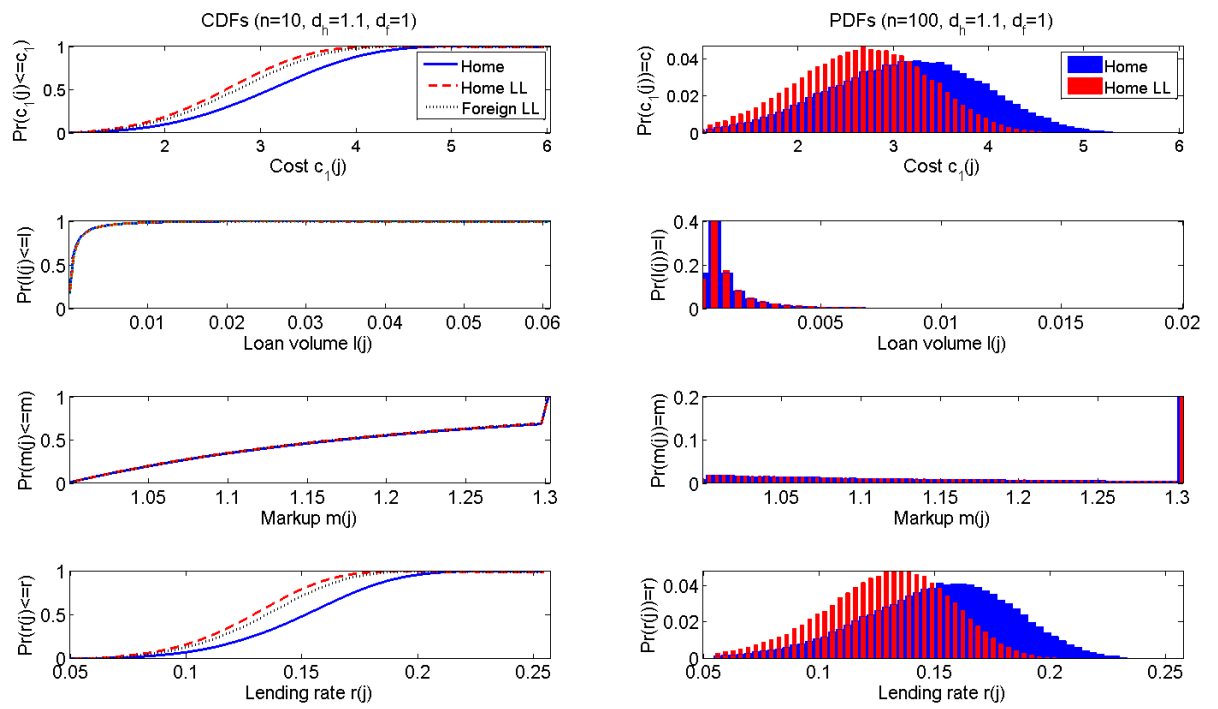 CDFs (n=10, d_h=1.1, d_f=1)
Pr(c_1(j)<=c_1)
1
0.5
0
Home
Home LL
Foreign LL
2 3 4 5 6
Cost c_1(j)
Pr(l(j)<=l)
1
0.5
0
0.01 0.02 0.03 0.04 0.05 0.06
Loan volume l(j)
Pr(m(j)<=m)
1
0.5
0
1.05 1.1 1.15 1.2 1.25 1.3
Markup m(j)
Pr(r(j)<=r)
1
0.5
0
0.05 0.1 0.15 0.2 0.25
Lending rate r(j)
PDFs (n=100, d_h=1.1, d_f=1)
Pr(c_1(j))=c
0.04
0.02
0
Home
Home LL
2 3 4 5 6
Cost c_1(j)
Pr(l(j))=l
0.4
0.2
0
0.005 0.01 0.015 0.02
Loan volume l(j)
Pr(m(j))=m
0.2
0.1
0
1.05 1.1 1.15 1.2 1.25 1.3
Markup m(j)
Pr(r(j))=r
0.04
0.02
0
0.05 0.1 0.15 0.2 0.25
Lending rate r(j)